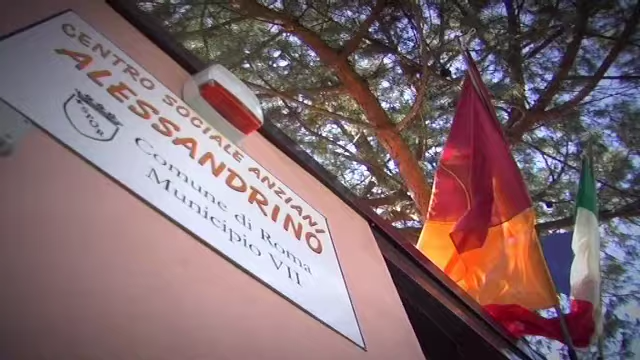 CENTRO SOCIALE ANZIANI
ALESSANDRINO
Comune di Roma
Municipio VII